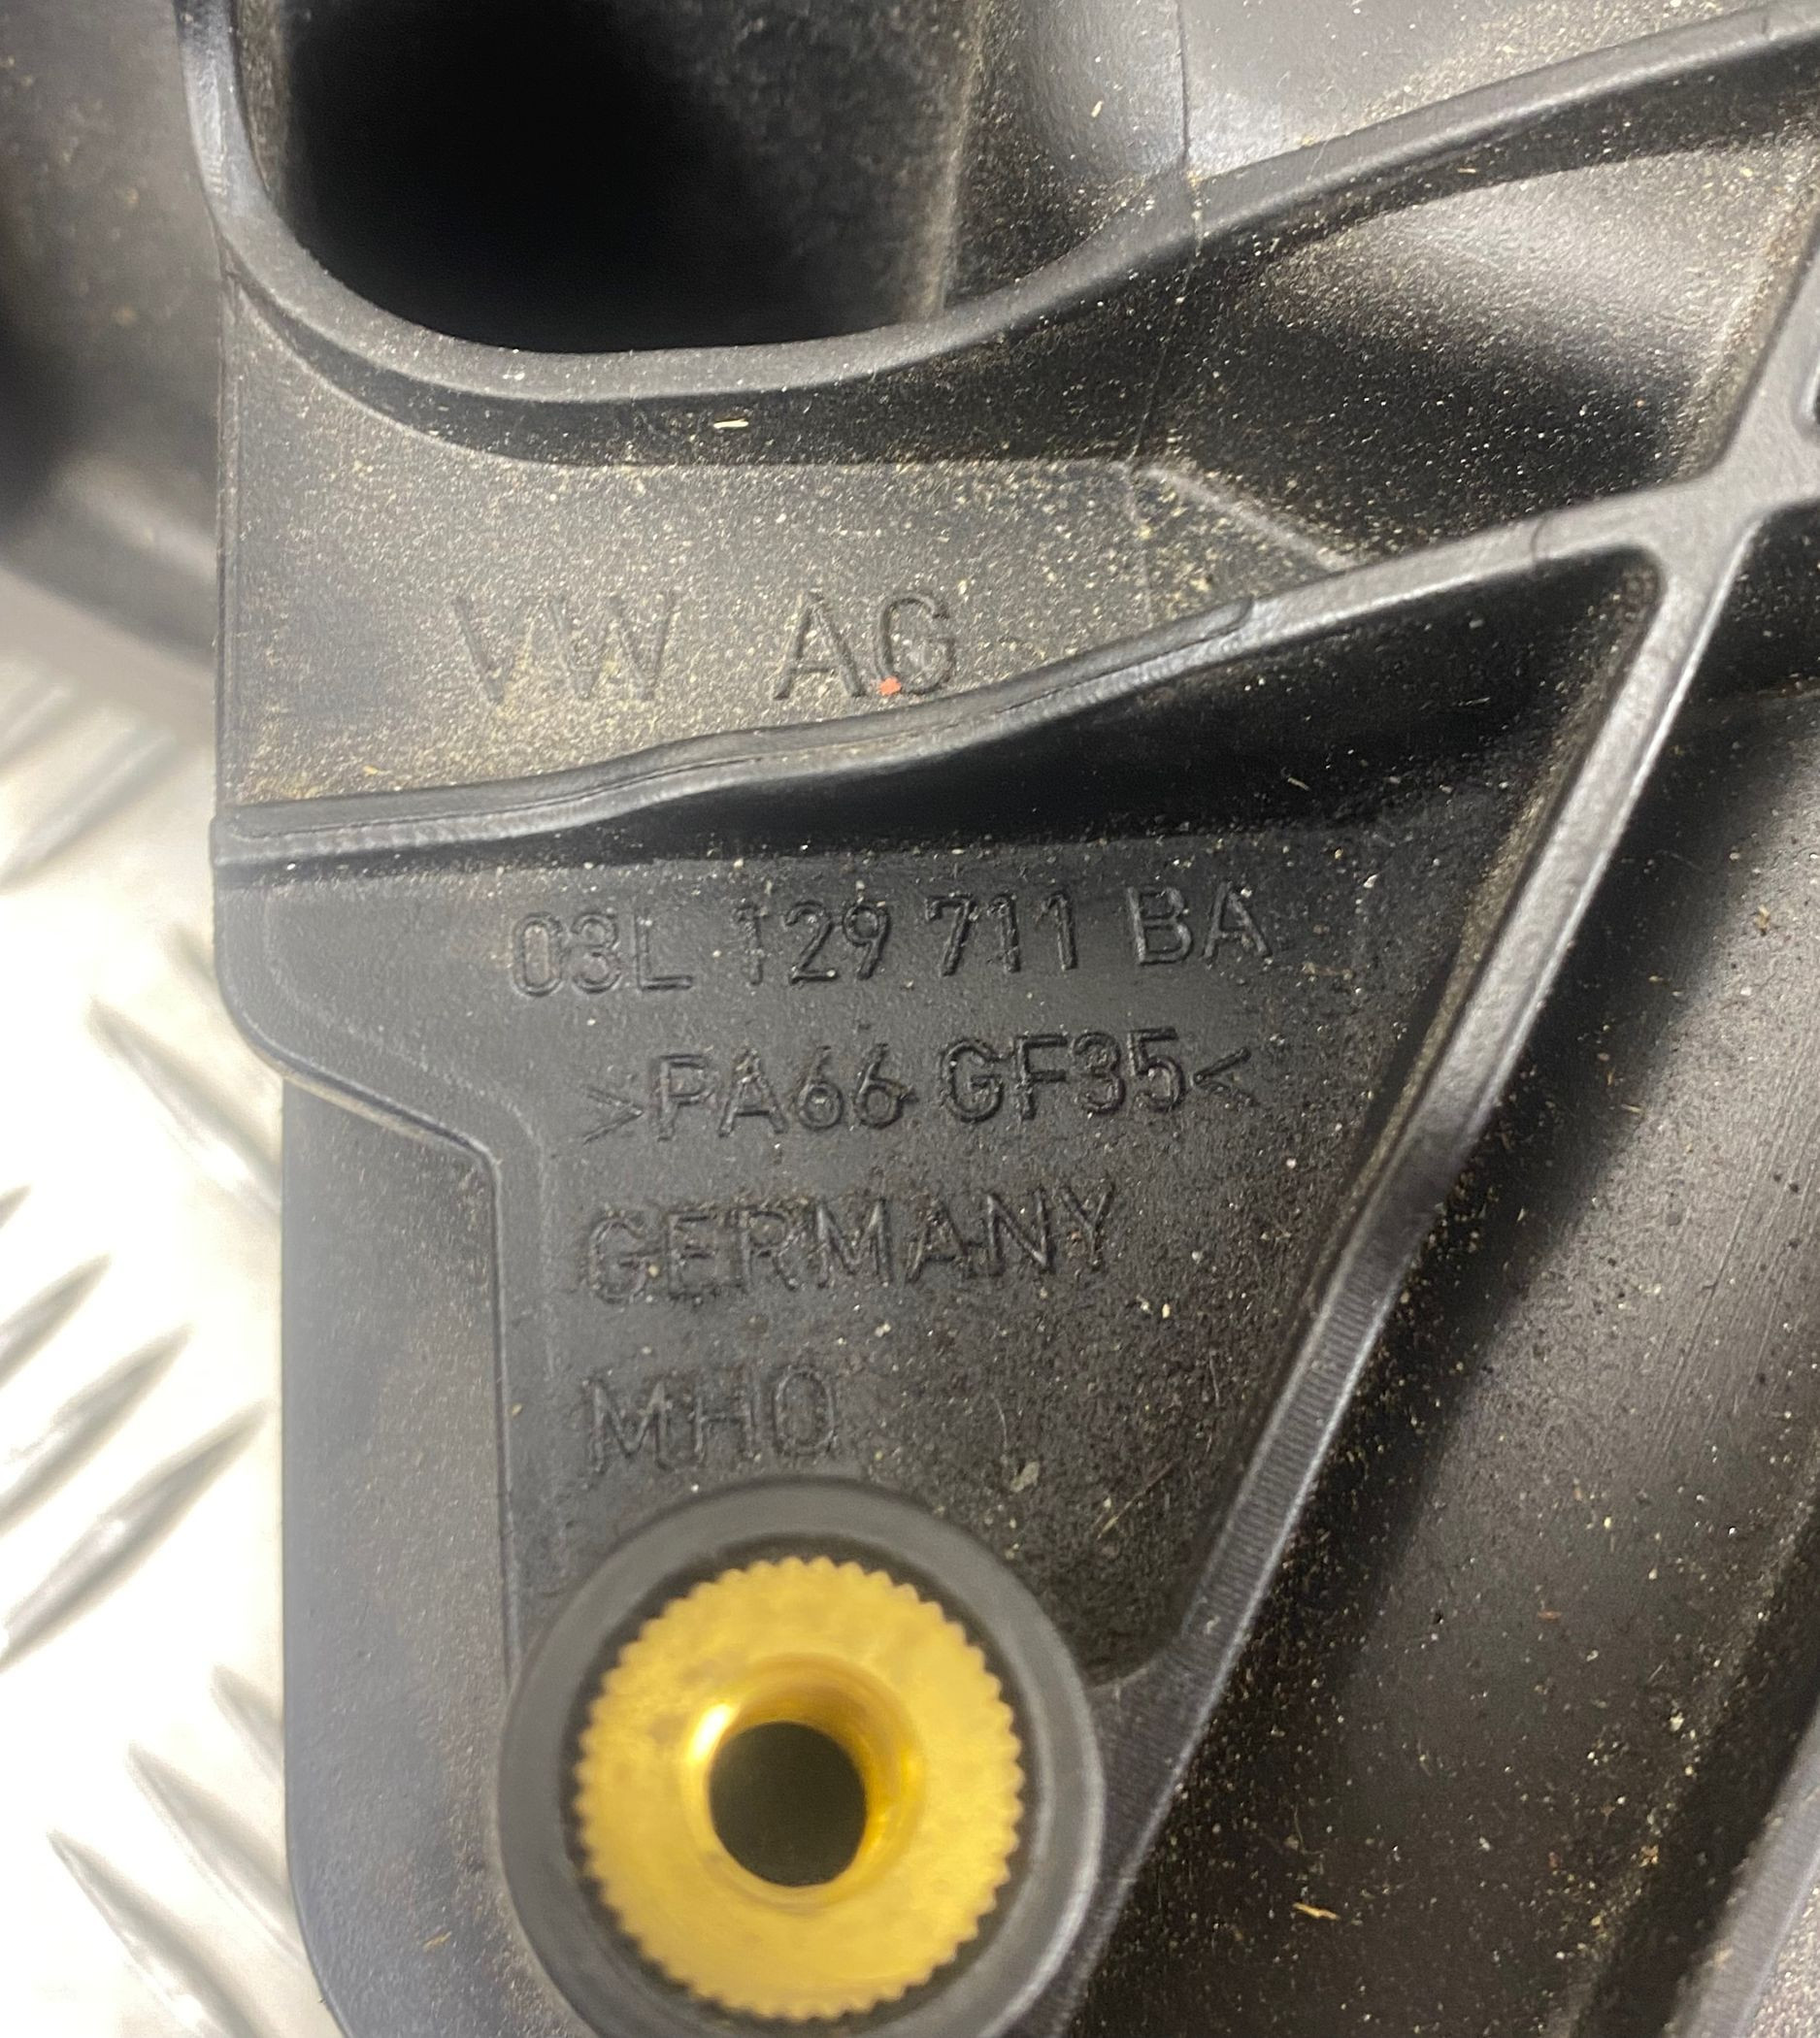 VW AG
03L 129 711 BA
>PA66 GF35<
GERMANY
MHO